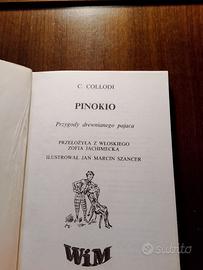 C. COLLODI
PINOKIO
Przygody drewnianego pajaca
PRZEŁOŻYŁA Z WŁOSKIEGO
ZOFIA JACHIMECKA
ILUSTROWAŁ JAN MARCIN SZANCER
WiM
subito